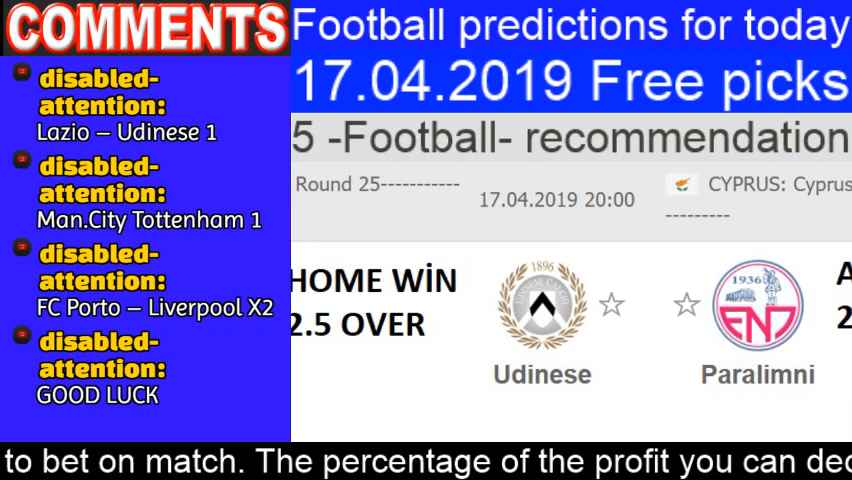 COMMENTS
disabled-
attention:
Lazio – Udinese 1
disabled-
attention:
Man.City Tottenham 1
disabled-
attention:
FC Porto – Liverpool X2
disabled-
attention:
GOOD LUCK
Football predictions for today
17.04.2019 Free picks
5 -Football- recommendation
Round 25-----------
17.04.2019 20:00
CYPRUS: Cyprus
---------
HOME WİN
2.5 OVER
1896
UDINESE CALCIO
Udinese
1936
ENP
Paralimni
A
2
to bet on match. The percentage of the profit you can dec